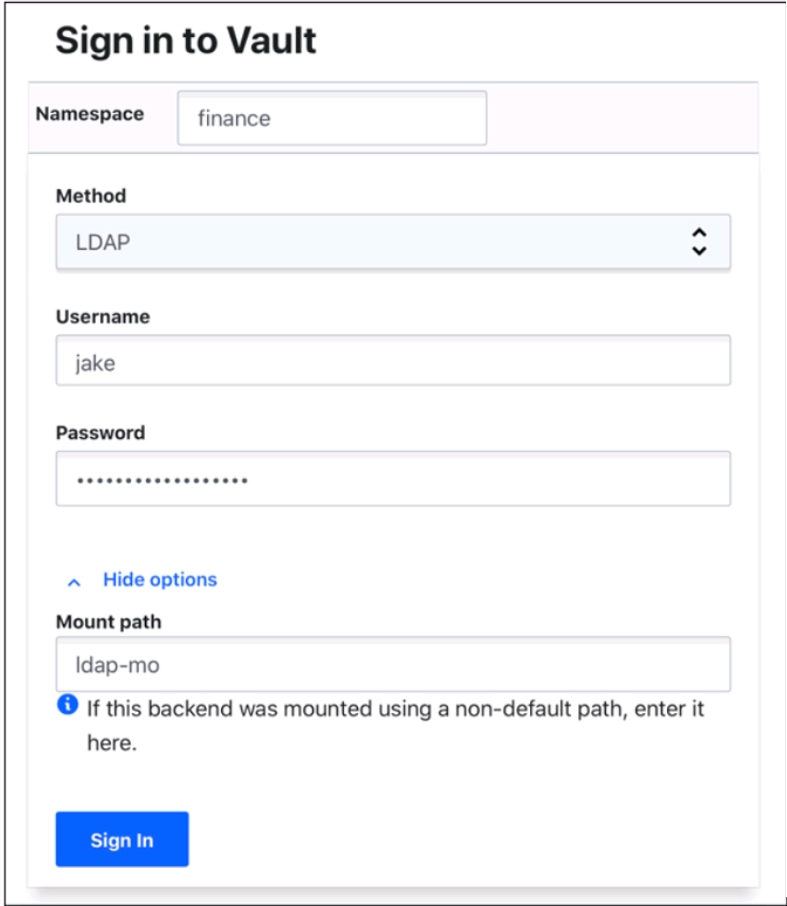 Sign in to Vault
Namespace finance
Method
LDAP
Username
jake
Password
••••••••••••••••••
Hide options
Mount path
ldap-mo
If this backend was mounted using a non-default path, enter it
here.
Sign In